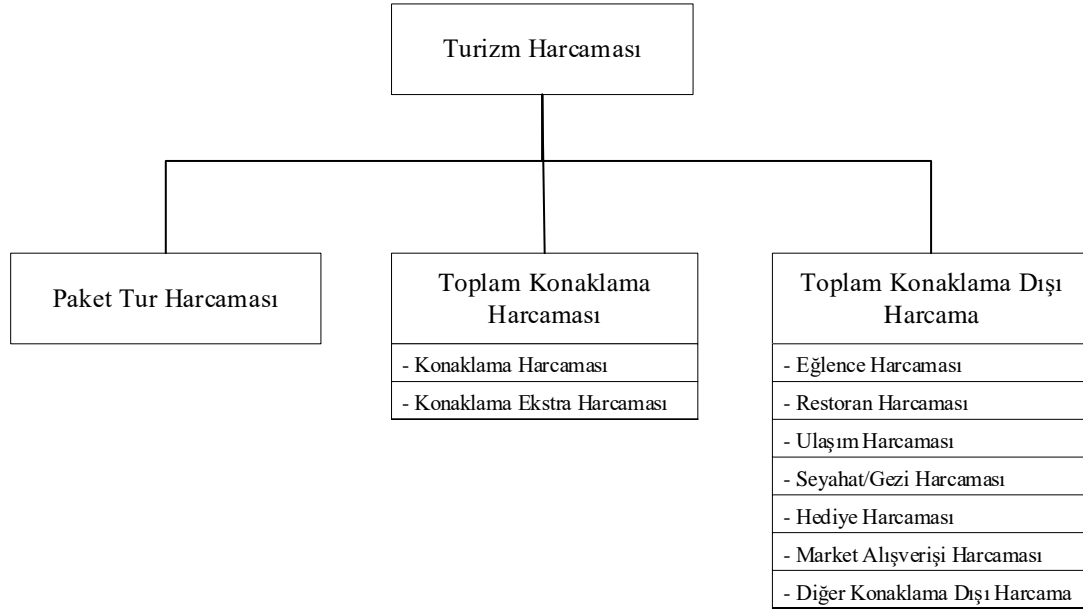 Turizm Harcaması
Paket Tur Harcaması
Toplam Konaklama
Harcaması
- Konaklama Harcaması
- Konaklama Ekstra Harcaması
Toplam Konaklama Dışı
Harcama
- Eğlence Harcaması
- Restoran Harcaması
- Ulaşım Harcaması
- Seyahat/Gezi Harcaması
- Hediye Harcaması
- Market Alışverişi Harcaması
- Diğer Konaklama Dışı Harcama